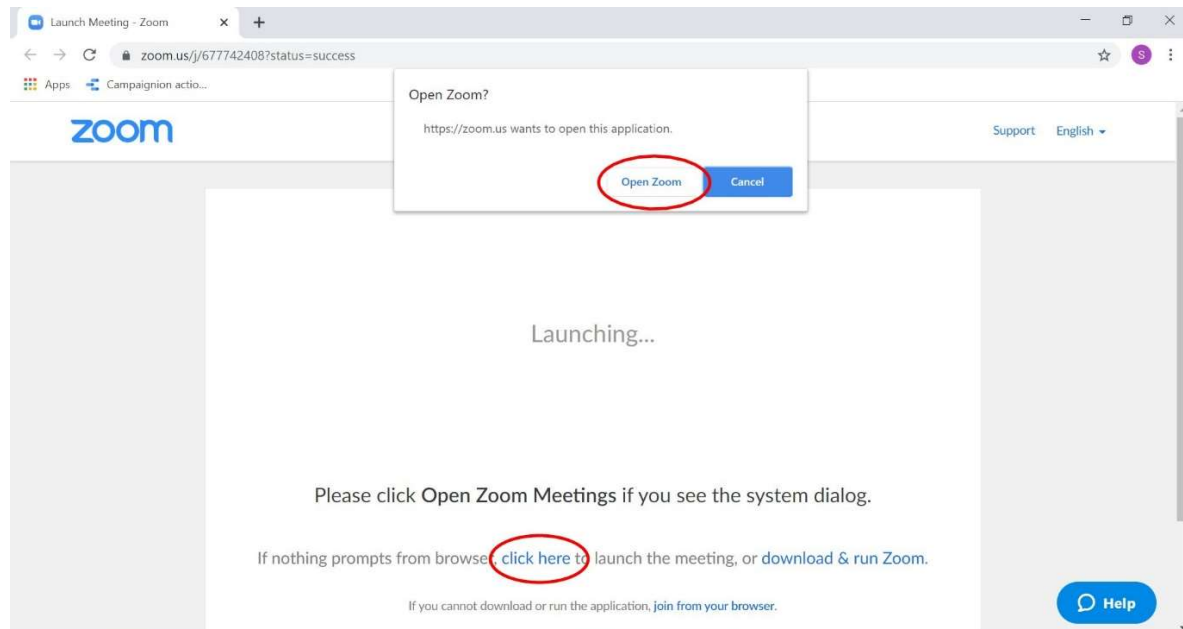 Launch Meeting - Zoom
zoom.us/j/677742408?status=success
S
Apps Campaignion actio...
Open Zoom?
https://zoom.us wants to open this application.
Open Zoom Cancel
zoom
Support English
Launching...
Please click Open Zoom Meetings if you see the system dialog.
If nothing prompts from browser, click here to launch the meeting, or download & run Zoom.
If you cannot download or run the application, join from your browser.
Help